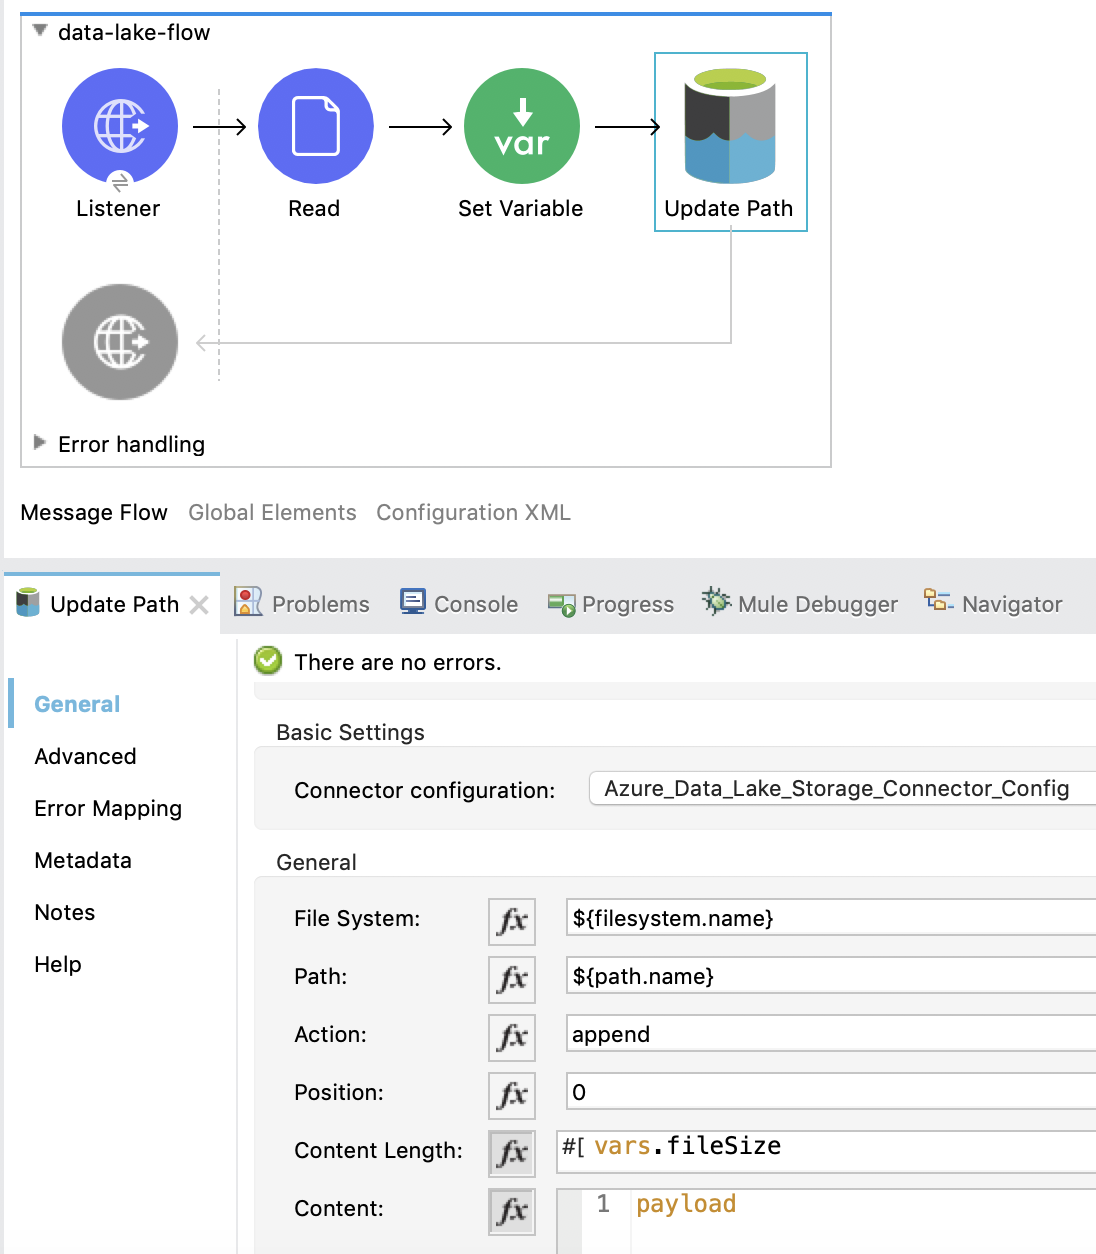 data-lake-flow
var
Listener Read Set Variable Update Path
Error handling
Message Flow Global Elements Configuration XML
Update Path Problems Console Progress Mule Debugger Navigator
There are no errors.
General
Advanced
Error Mapping
Metadata
Notes
Help
Basic Settings
Connector configuration: Azure_Data_Lake_Storage_Connector_Config
General
File System: fx ${filesystem.name}
Path: fx ${path.name}
Action: fx append
Position: fx 0
Content Length: fx #[ vars.fileSize
Content: fx 1 payload